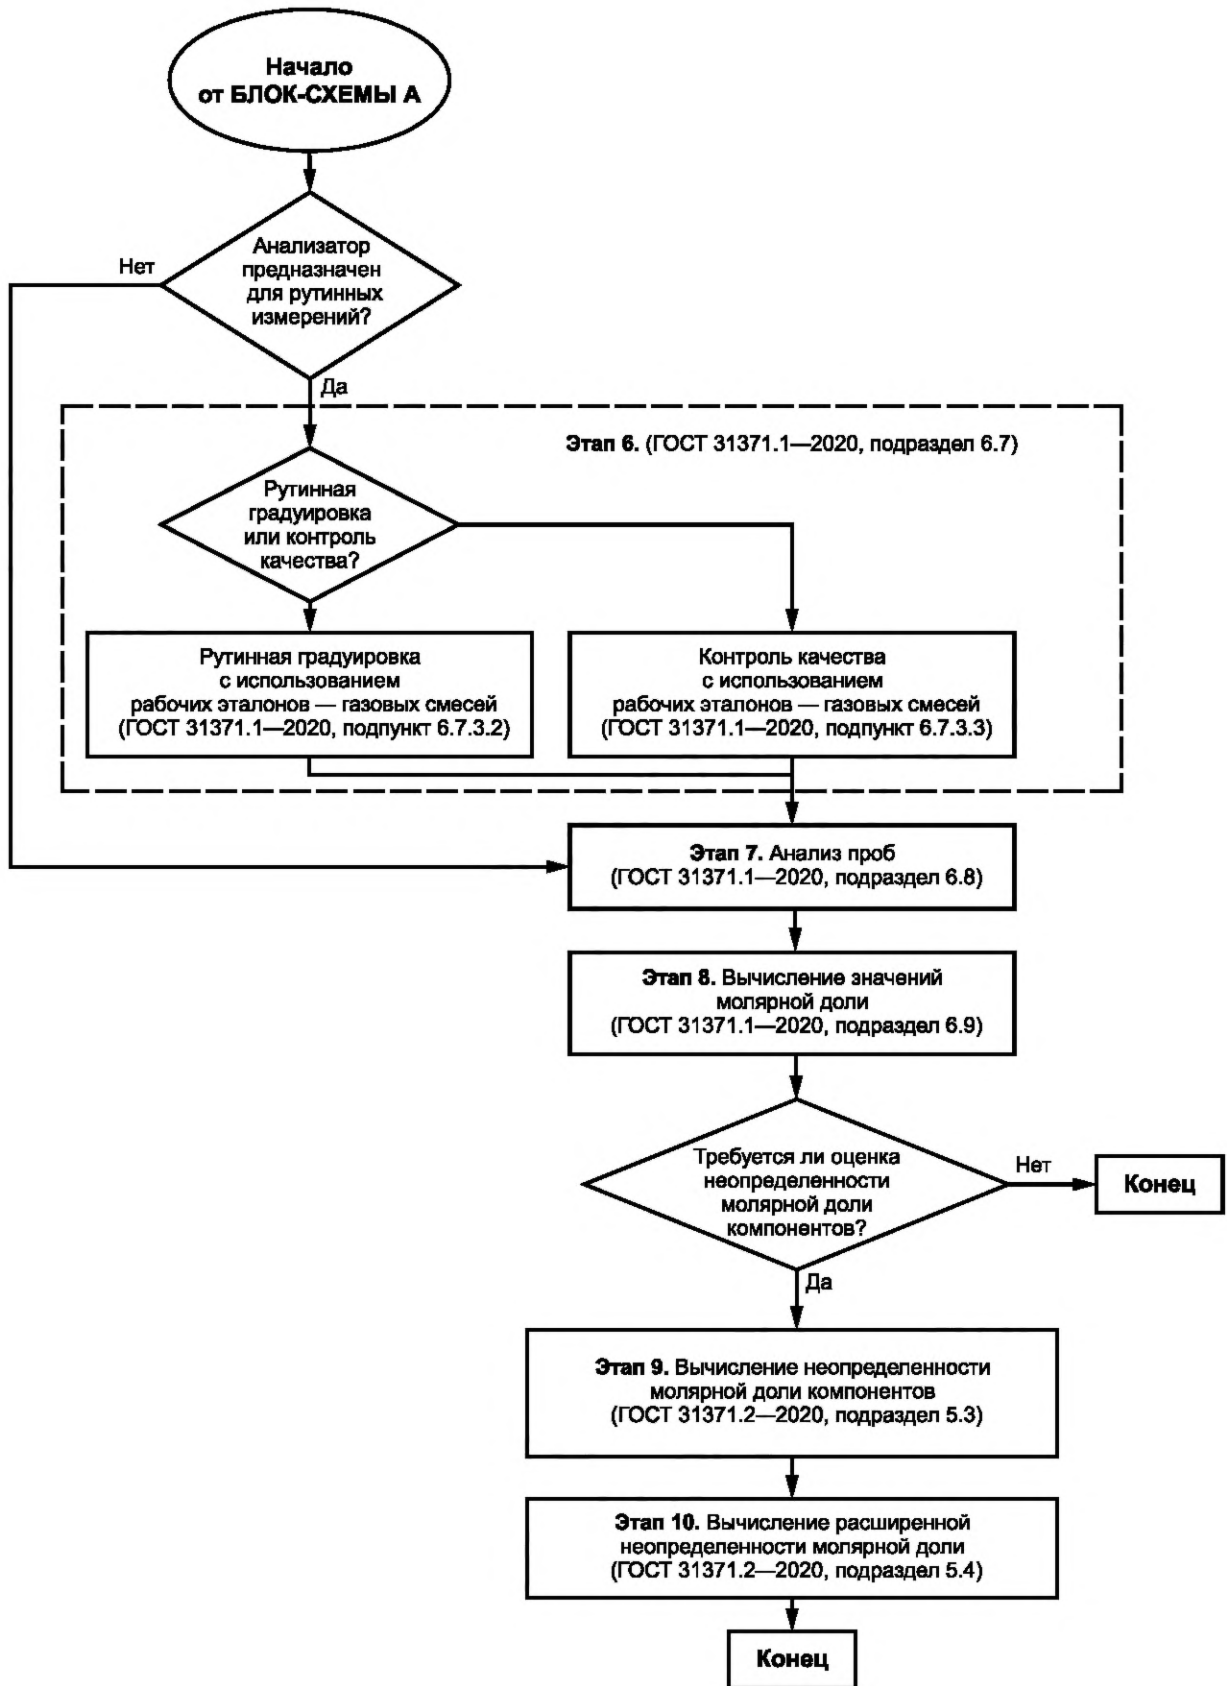 Начало
от БЛОК-СХЕМЫ А
Анализатор
предназначен
для рутинных
измерений?
Нет
Да
Этап 6. (ГОСТ 31371.1—2020, подраздел 6.7)
Рутинная
градуировка
или контроль
качества?
Рутинная градуировка
с использованием
рабочих эталонов — газовых смесей
(ГОСТ 31371.1—2020, подпункт 6.7.3.2)
Контроль качества
с использованием
рабочих эталонов — газовых смесей
(ГОСТ 31371.1—2020, подпункт 6.7.3.3)
Этап 7. Анализ проб
(ГОСТ 31371.1—2020, подраздел 6.8)
Этап 8. Вычисление значений
молярной доли
(ГОСТ 31371.1—2020, подраздел 6.9)
Требуется ли оценка
неопределенности
молярной доли
компонентов?
Нет
Конец
Да
Этап 9. Вычисление неопределенности
молярной доли компонентов
(ГОСТ 31371.2—2020, подраздел 5.3)
Этап 10. Вычисление расширенной
неопределенности молярной доли
(ГОСТ 31371.2—2020, подраздел 5.4)
Конец